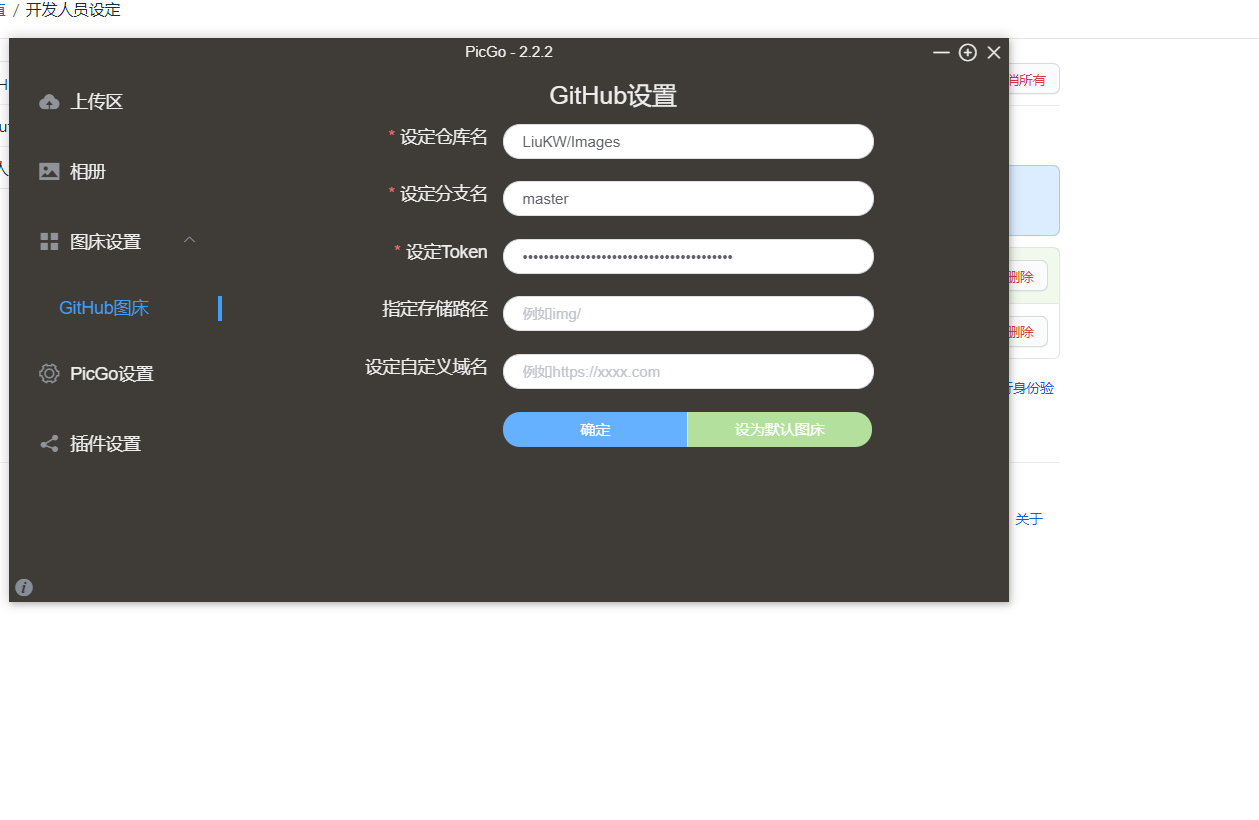 / 开发人员设定
PicGo - 2.2.2
上传区
相册
图床设置
GitHub图床
PicGo设置
插件设置
GitHub设置
* 设定仓库名
LiuKW/Images
* 设定分支名
master
* 设定Token
••••••••••••••••••••••••••••••••••••••••
指定存储路径
例如img/
设定自定义域名
例如https://xxxx.com
确定
设为默认图床
所有
删除
删除
身份验
关于